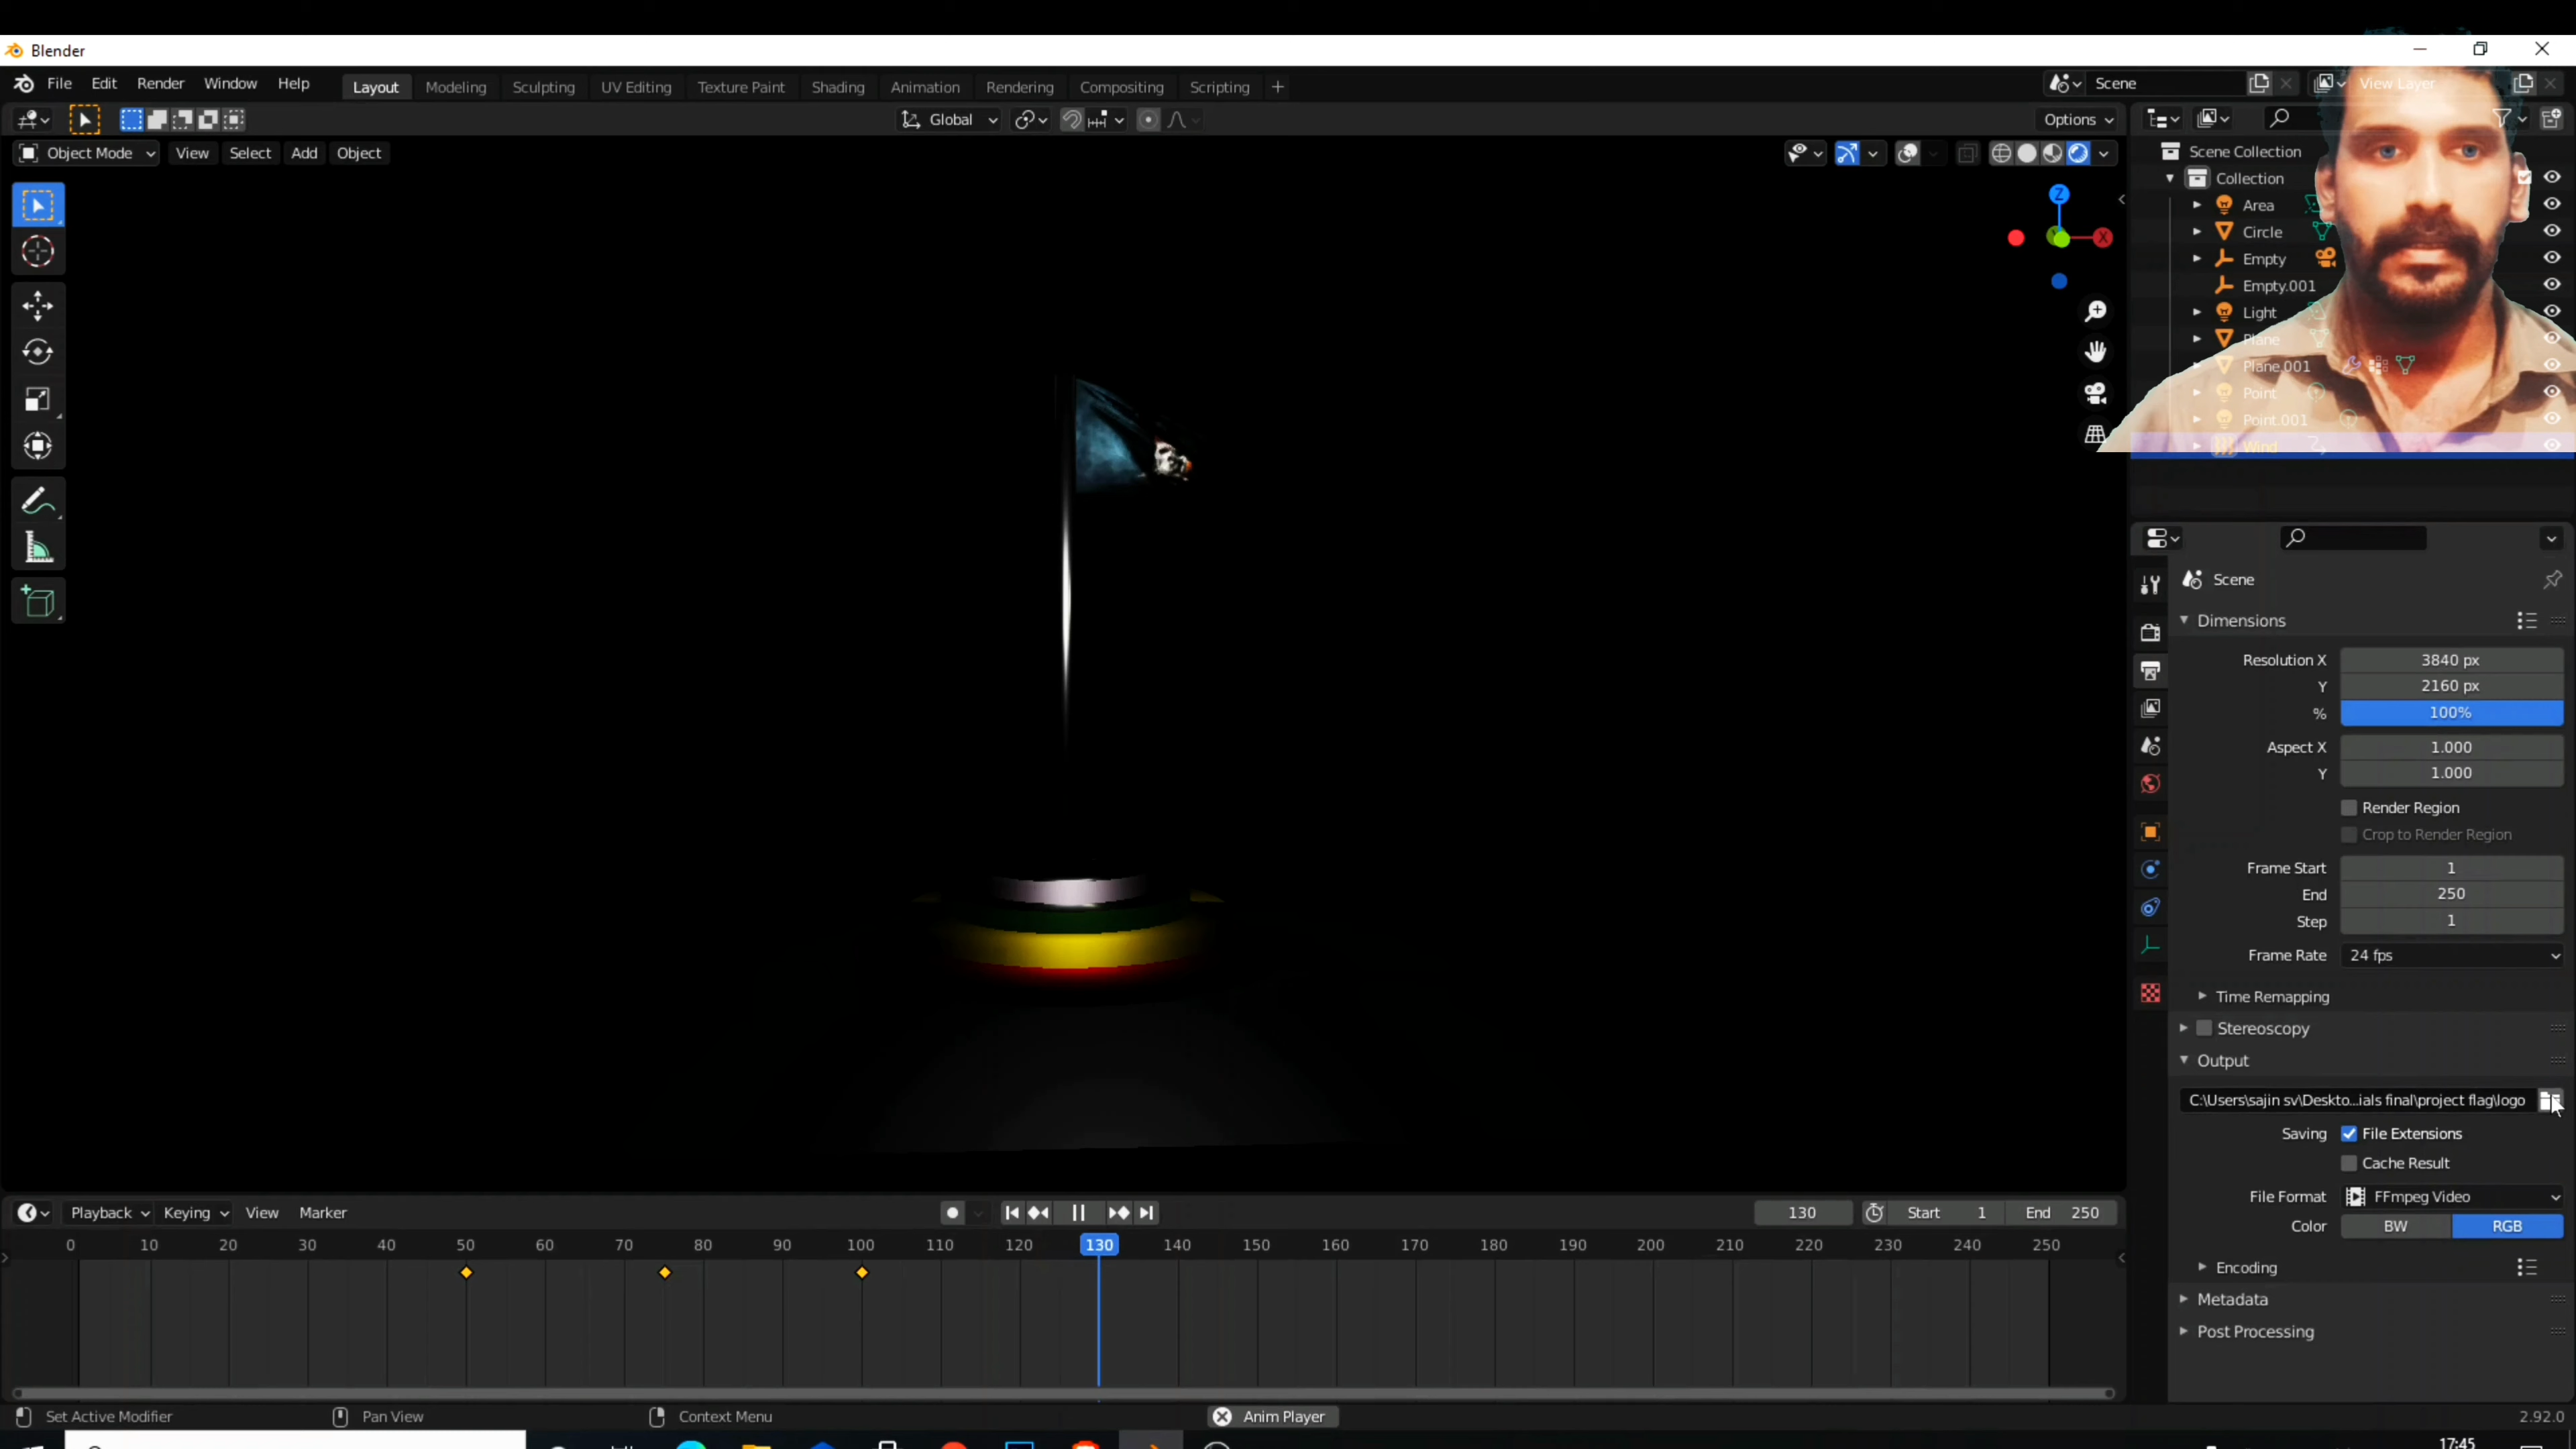 Blender
File Edit Render Window Help Layout Modeling Sculpting UV Editing Texture Paint Shading Animation Rendering Compositing Scripting + Scene View Layer
Global Options
Object Mode View Select Add Object
Scene Collection
Collection
Area
Circle
Empty
Empty.001
Light
Plane
Plane.001
Point
Point.001
Wind
Z
X
Scene
Dimensions
Resolution X 3840 px
Y 2160 px
% 100%
Aspect X 1.000
Y 1.000
Render Region
Crop to Render Region
Frame Start 1
End 250
Step 1
Frame Rate 24 fps
Time Remapping
Stereoscopy
Output
C:\Users\sajin sv\Deskto...ials final\project flag\logo
Saving File Extensions
Cache Result
File Format FFmpeg Video
Color BW RGB
Encoding
Metadata
Post Processing
Playback Keying View Marker 130 Start 1 End 250
0 10 20 30 40 50 60 70 80 90 100 110 120 130 140 150 160 170 180 190 200 210 220 230 240 250
Set Active Modifier Pan View Context Menu Anim Player 2.92.0
17:45